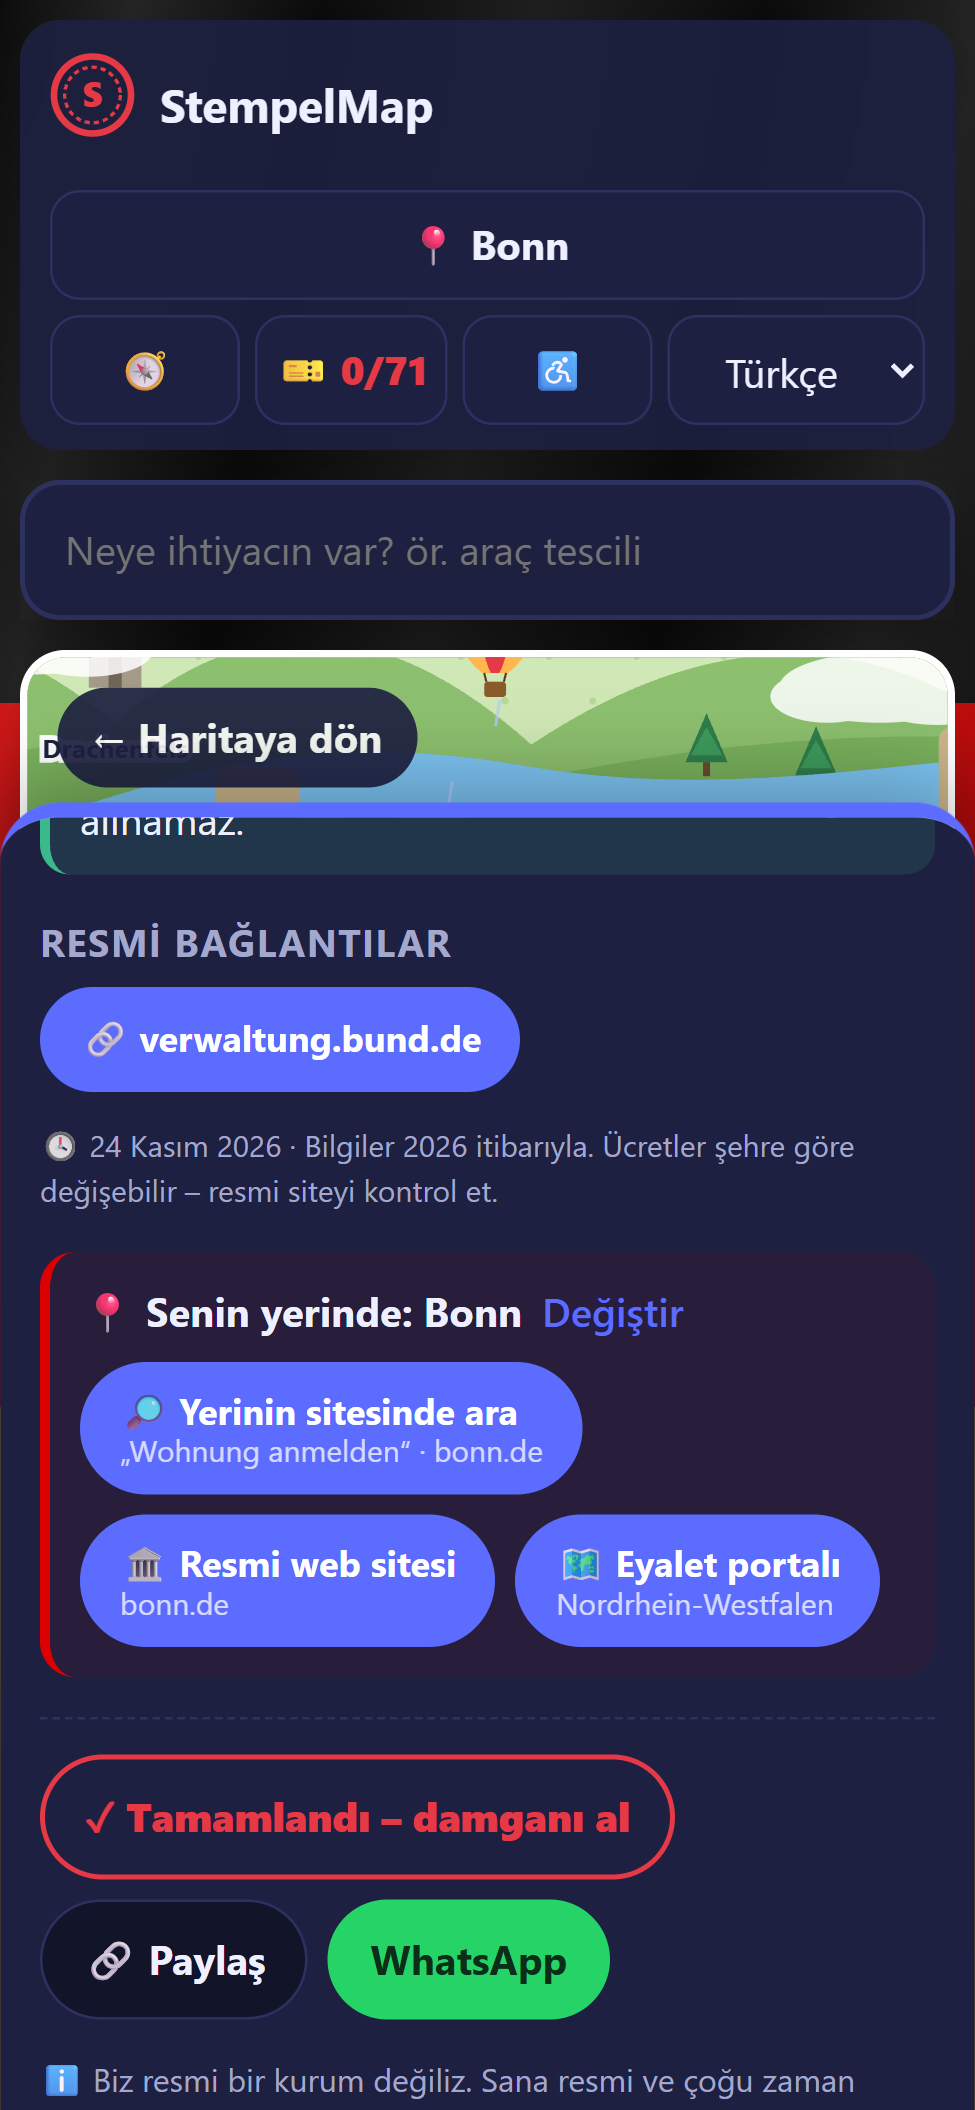 S
StempelMap
Bonn
0/71
Türkçe
Neye ihtiyacın var? ör. araç tescili
← Haritaya dön
alınamaz.
RESMİ BAĞLANTILAR
verwaltung.bund.de
24 Kasım 2026 · Bilgiler 2026 itibarıyla. Ücretler şehre göre
değişebilir – resmi siteyi kontrol et.
Senin yerinde: Bonn Değiştir
Yerinin sitesinde ara
„Wohnung anmelden“ · bonn.de
Resmi web sitesi
bonn.de
Eyalet portalı
Nordrhein-Westfalen
✓ Tamamlandı – damganı al
Paylaş
WhatsApp
Biz resmi bir kurum değiliz. Sana resmi ve çoğu zaman